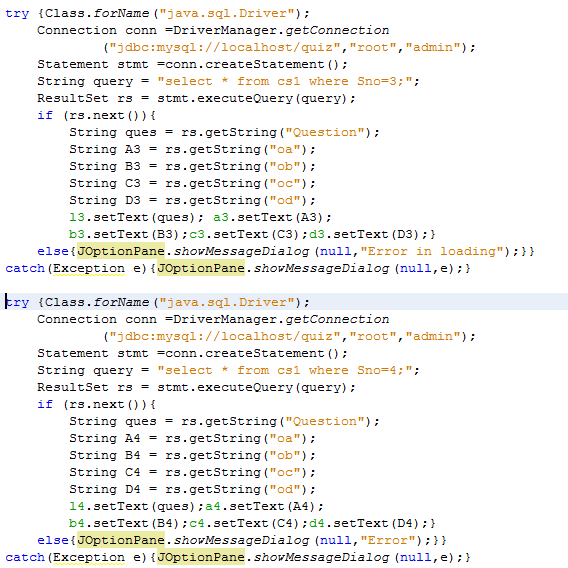 try {Class.forName("java.sql.Driver");
    Connection conn =DriverManager.getConnection
            ("jdbc:mysql://localhost/quiz","root","admin");
    Statement stmt =conn.createStatement();
    String query = "select * from cs1 where Sno=3;";
    ResultSet rs = stmt.executeQuery(query);
    if (rs.next()){
        String ques = rs.getString("Question");
        String A3 = rs.getString("oa");
        String B3 = rs.getString("ob");
        String C3 = rs.getString("oc");
        String D3 = rs.getString("od");
        l3.setText(ques); a3.setText(A3);
        b3.setText(B3);c3.setText(C3);d3.setText(D3);}
    else{JOptionPane.showMessageDialog(null,"Error in loading");}}
catch(Exception e){JOptionPane.showMessageDialog(null,e);}

try {Class.forName("java.sql.Driver");
    Connection conn =DriverManager.getConnection
            ("jdbc:mysql://localhost/quiz","root","admin");
    Statement stmt =conn.createStatement();
    String query = "select * from cs1 where Sno=4;";
    ResultSet rs = stmt.executeQuery(query);
    if (rs.next()){
        String ques = rs.getString("Question");
        String A4 = rs.getString("oa");
        String B4 = rs.getString("ob");
        String C4 = rs.getString("oc");
        String D4 = rs.getString("od");
        l4.setText(ques);a4.setText(A4);
        b4.setText(B4);c4.setText(C4);d4.setText(D4);}
    else{JOptionPane.showMessageDialog(null,"Error");}}
catch(Exception e){JOptionPane.showMessageDialog(null,e);}